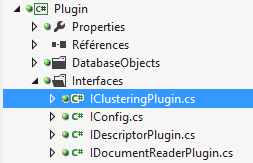 Plugin
Properties
Références
DatabaseObjects
Interfaces
IClusteringPlugin.cs
IConfig.cs
IDescriptorPlugin.cs
IDocumentReaderPlugin.cs